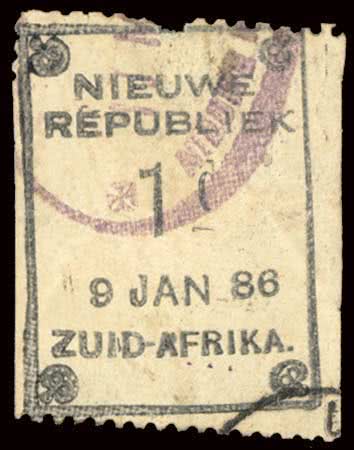 NIEUWE
REPUBLIEK
1
9 JAN 86
ZUID-AFRIKA.